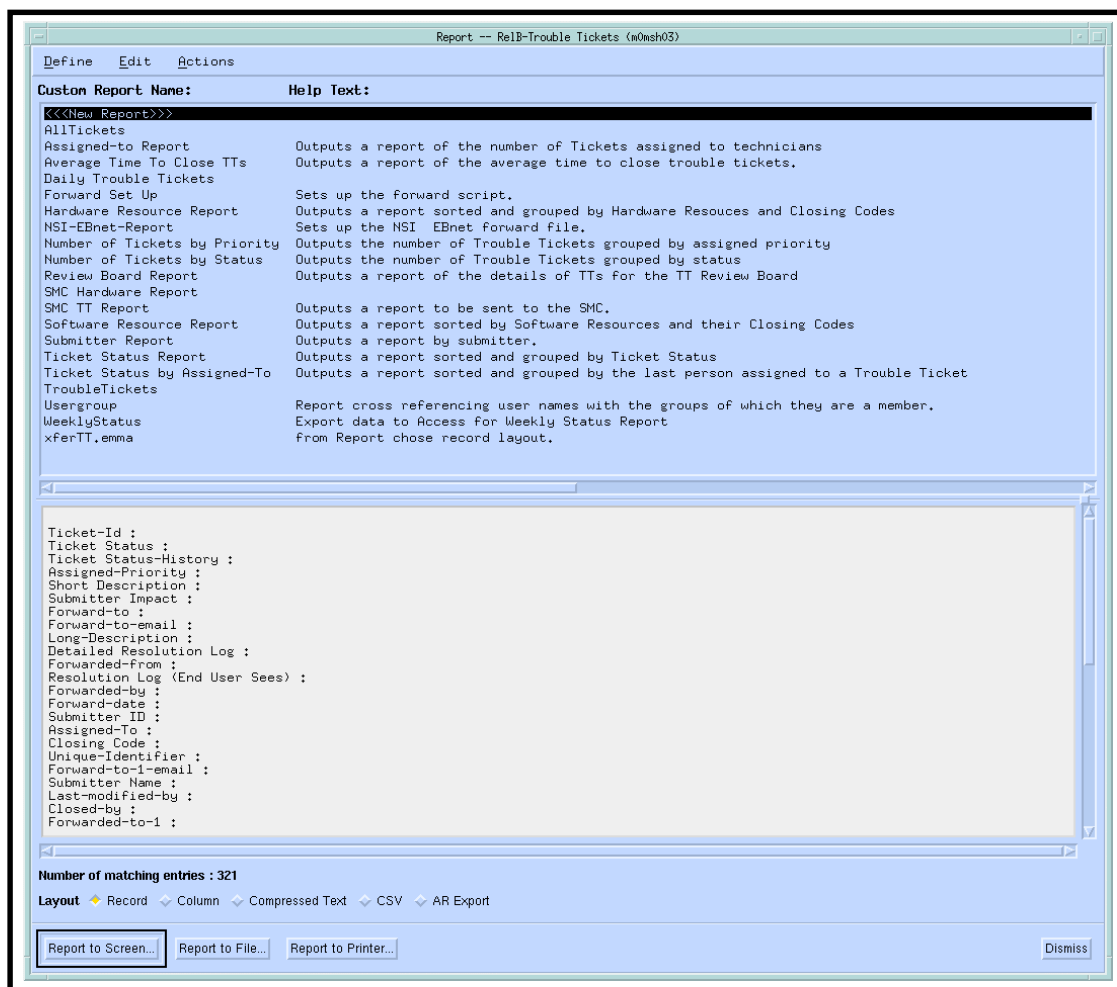 Report -- RelB-Trouble Tickets (m0msh03)
Define Edit Actions
Custom Report Name: Help Text:
<<<New Report>>>
AllTickets
Assigned-to Report Outputs a report of the number of Tickets assigned to technicians
Average Time To Close TTs Outputs a report of the average time to close trouble tickets.
Daily Trouble Tickets
Forward Set Up Sets up the forward script.
Hardware Resource Report Outputs a report sorted and grouped by Hardware Resouces and Closing Codes
NSI-EBnet-Report Sets up the NSI EBnet forward file.
Number of Tickets by Priority Outputs the number of Trouble Tickets grouped by assigned priority
Number of Tickets by Status Outputs the number of Trouble Tickets grouped by status
Review Board Report Outputs a report of the details of TTs for the TT Review Board
SMC Hardware Report
SMC TT Report Outputs a report to be sent to the SMC.
Software Resource Report Outputs a report sorted by Software Resources and their Closing Codes
Submitter Report Outputs a report by submitter.
Ticket Status Report Outputs a report sorted and grouped by Ticket Status
Ticket Status by Assigned-To Outputs a report sorted and grouped by the last person assigned to a Trouble Ticket
TroubleTickets
Usergroup Report cross referencing user names with the groups of which they are a member.
WeeklyStatus Export data to Access for Weekly Status Report
xferTT.emma from Report chose record layout.
Ticket-Id :
Ticket Status :
Ticket Status-History :
Assigned-Priority :
Short Description :
Submitter Impact :
Forward-to :
Forward-to-email :
Long-Description :
Detailed Resolution Log :
Forwarded-from :
Resolution Log (End User Sees) :
Forwarded-by :
Forward-date :
Submitter ID :
Assigned-To :
Closing Code :
Unique-Identifier :
Forward-to-1-email :
Submitter Name :
Last-modified-by :
Closed-by :
Forwarded-to-1 :
Number of matching entries : 321
Layout Record Column Compressed Text CSV AR Export
Report to Screen... Report to File... Report to Printer... Dismiss